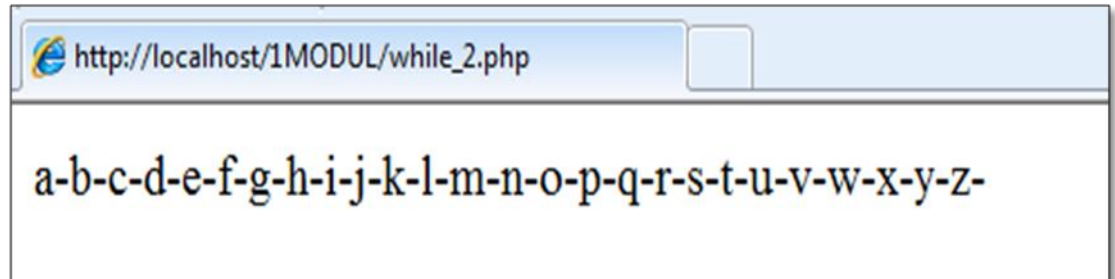 http://localhost/1MODUL/while_2.php
a-b-c-d-e-f-g-h-i-j-k-l-m-n-o-p-q-r-s-t-u-v-w-x-y-z-